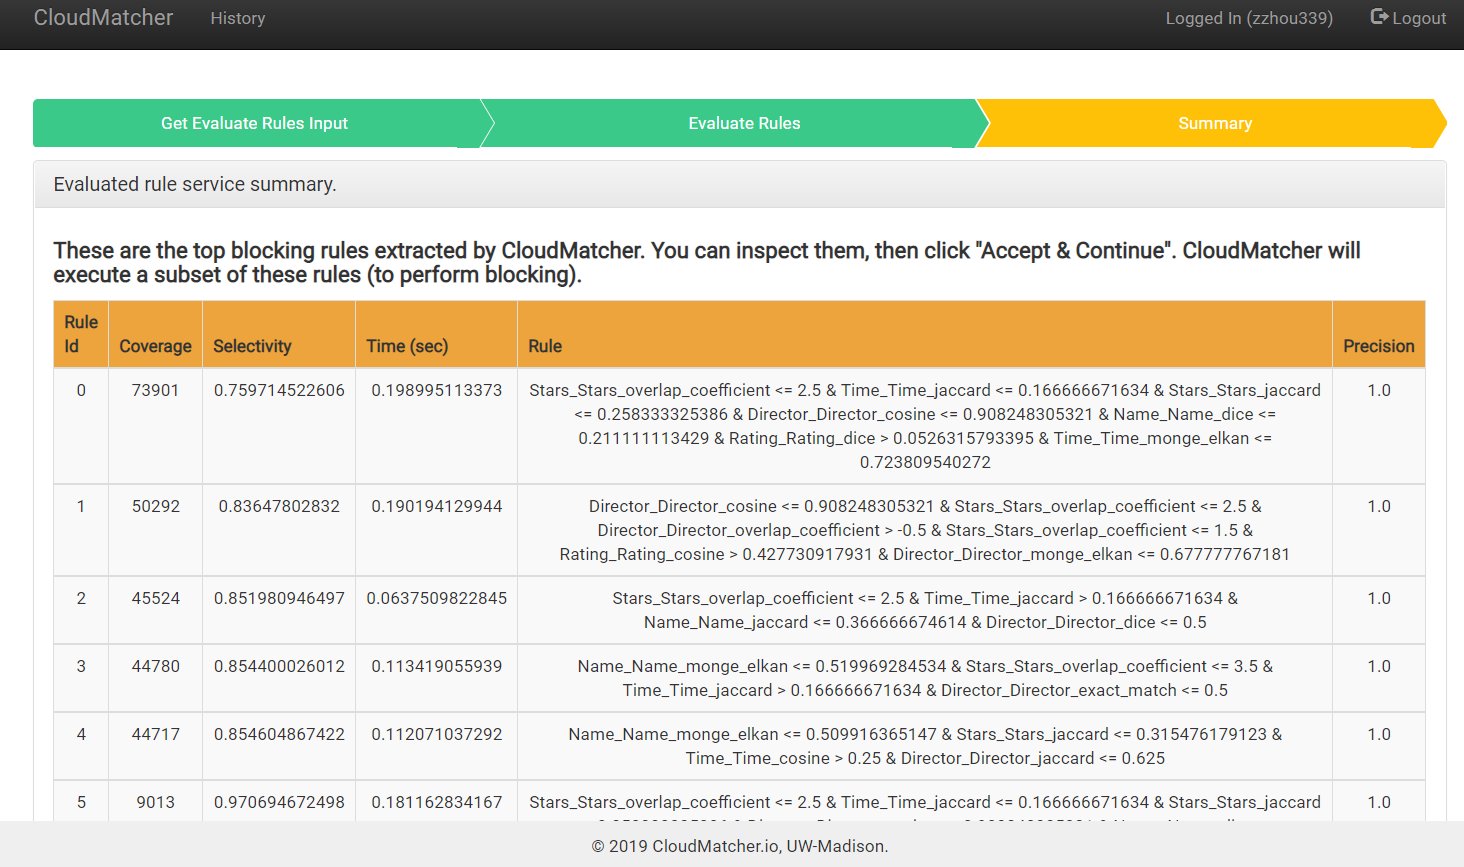 CloudMatcher History Logged In (zzhou339) Logout
Get Evaluate Rules Input Evaluate Rules Summary
Evaluated rule service summary.
These are the top blocking rules extracted by CloudMatcher. You can inspect them, then click "Accept & Continue". CloudMatcher will
execute a subset of these rules (to perform blocking).
Rule
Id Coverage Selectivity Time (sec) Rule Precision
0 73901 0.759714522606 0.198995113373 Stars_Stars_overlap_coefficient <= 2.5 & Time_Time_jaccard <= 0.166666671634 & Stars_Stars_jaccard 1.0
<= 0.258333325386 & Director_Director_cosine <= 0.908248305321 & Name_Name_dice <=
0.211111113429 & Rating_Rating_dice > 0.0526315793395 & Time_Time_monge_elkan <=
0.723809540272
1 50292 0.83647802832 0.190194129944 Director_Director_cosine <= 0.908248305321 & Stars_Stars_overlap_coefficient <= 2.5 & 1.0
Director_Director_overlap_coefficient > -0.5 & Stars_Stars_overlap_coefficient <= 1.5 &
Rating_Rating_cosine > 0.427730917931 & Director_Director_monge_elkan <= 0.677777767181
2 45524 0.851980946497 0.0637509822845 Stars_Stars_overlap_coefficient <= 2.5 & Time_Time_jaccard > 0.166666671634 & 1.0
Name_Name_jaccard <= 0.366666674614 & Director_Director_dice <= 0.5
3 44780 0.854400026012 0.113419055939 Name_Name_monge_elkan <= 0.519969284534 & Stars_Stars_overlap_coefficient <= 3.5 & 1.0
Time_Time_jaccard > 0.166666671634 & Director_Director_exact_match <= 0.5
4 44717 0.854604867422 0.112071037292 Name_Name_monge_elkan <= 0.509916365147 & Stars_Stars_jaccard <= 0.315476179123 & 1.0
Time_Time_cosine > 0.25 & Director_Director_jaccard <= 0.625
5 9013 0.970694672498 0.181162834167 Stars_Stars_overlap_coefficient <= 2.5 & Time_Time_jaccard <= 0.166666671634 & Stars_Stars_jaccard 1.0
© 2019 CloudMatcher.io, UW-Madison.